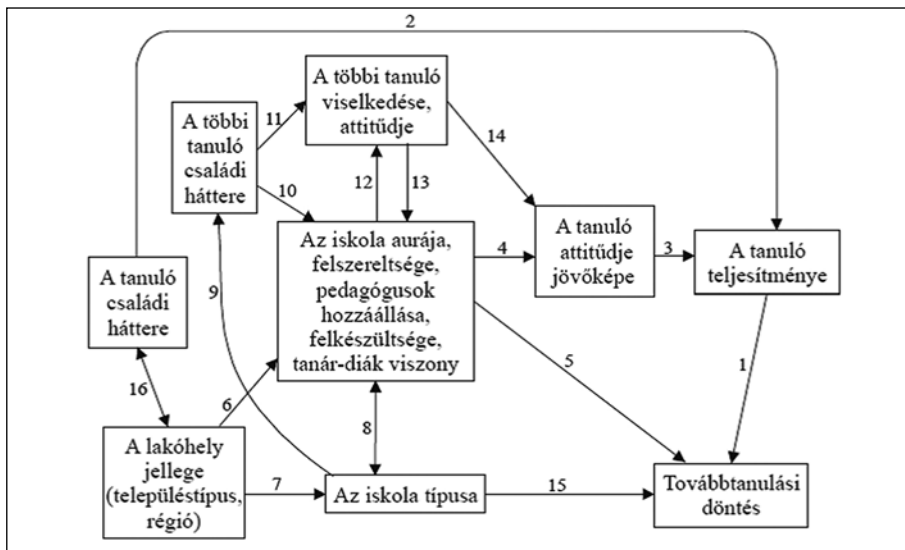 2
A többi tanuló
viselkedése,
attitűdje
11
A többi
tanuló
családi
háttere
14
12
13
10
Az iskola aurája,
felszereltsége,
pedagógusok
hozzáállása,
felkészültsége,
tanár-diák viszony
4
A tanuló
attitűdje
jövőképe
3
A tanuló
teljesítménye
A tanuló
családi
háttere
9
5
1
16
6
8
A lakóhely
jellege
(településtípus,
régió)
7
Az iskola típusa
15
Továbbtanulási
döntés